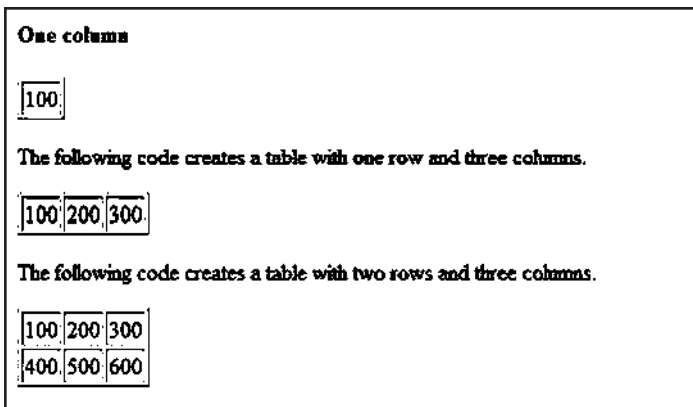 One column
100
The following code creates a table with one row and three columns.
100 200 300
The following code creates a table with two rows and three columns.
100 200 300
400 500 600